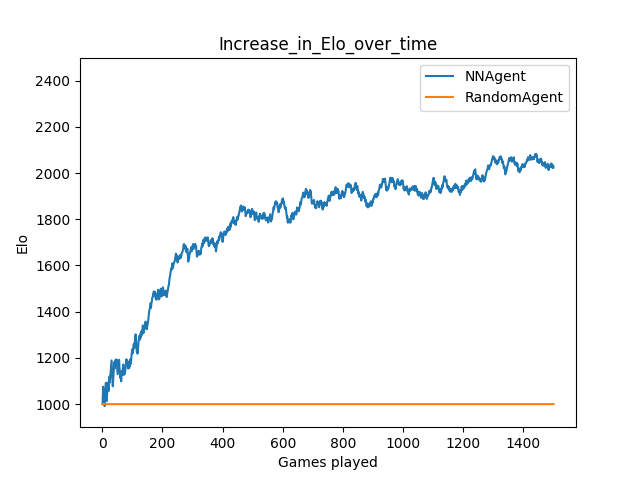 Increase_in_Elo_over_time
NNAgent
RandomAgent
2400
2200
2000
1800
1600
1400
1200
1000
Elo
0 200 400 600 800 1000 1200 1400
Games played